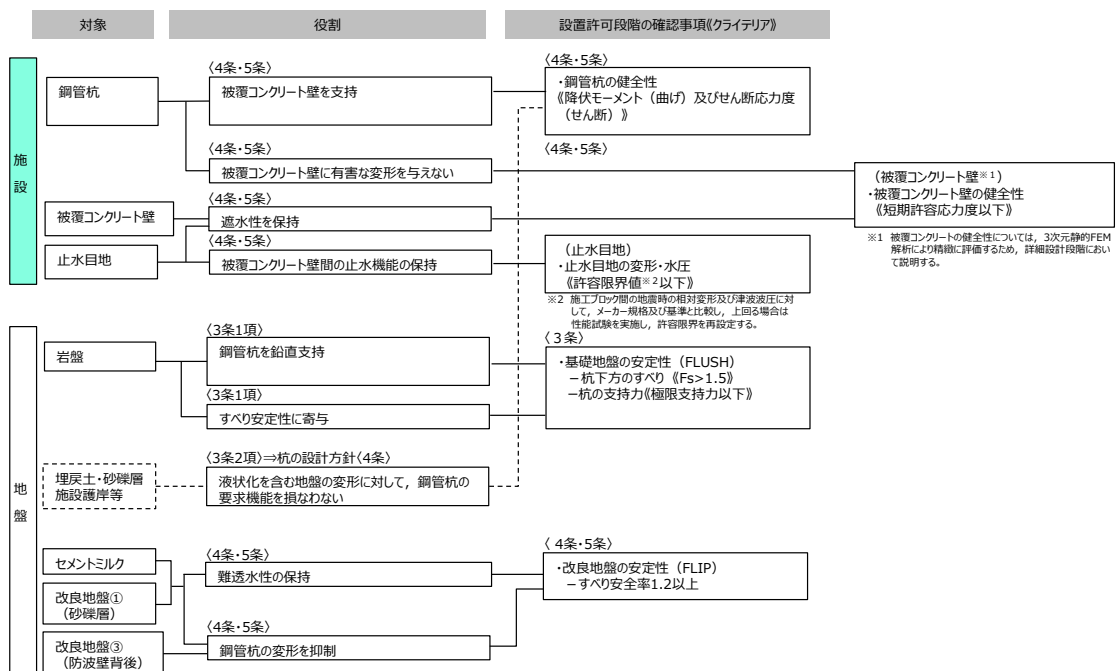 対象
役割
設置許可段階の確認事項《クライテリア》
施設
鋼管杭
〈4条・5条〉
被覆コンクリート壁を支持
〈4条・5条〉
・鋼管杭の健全性
《降伏モーメント（曲げ）及びせん断応力度
（せん断）》
〈4条・5条〉
被覆コンクリート壁に有害な変形を与えない
〈4条・5条〉
（被覆コンクリート壁※1）
・被覆コンクリート壁の健全性
《短期許容応力度以下》
※1 被覆コンクリートの健全性については，3次元静的FEM
解析により精緻に評価するため，詳細設計段階におい
て説明する。
被覆コンクリート壁
〈4条・5条〉
遮水性を保持
止水目地
〈4条・5条〉
被覆コンクリート壁間の止水機能の保持
（止水目地）
・止水目地の変形・水圧
《許容限界値※2以下》
※2 施工ブロック間の地震時の相対変形及び津波波圧に対
して，メーカー規格及び基準と比較し，上回る場合は
性能試験を実施し，許容限界を再設定する。
地盤
岩盤
〈3条1項〉
鋼管杭を鉛直支持
〈３条〉
・基礎地盤の安定性（FLUSH）
－杭下方のすべり《Fs>1.5》
－杭の支持力《極限支持力以下》
〈3条1項〉
すべり安定性に寄与
埋戻土・砂礫層
施設護岸等
〈3条2項〉⇒杭の設計方針〈4条〉
液状化を含む地盤の変形に対して，鋼管杭の
要求機能を損なわない
セメントミルク
改良地盤①
（砂礫層）
〈4条・5条〉
難透水性の保持
〈 4条・5条〉
・改良地盤の安定性（FLIP）
－すべり安全率1.2以上
改良地盤③
（防波壁背後）
〈4条・5条〉
鋼管杭の変形を抑制